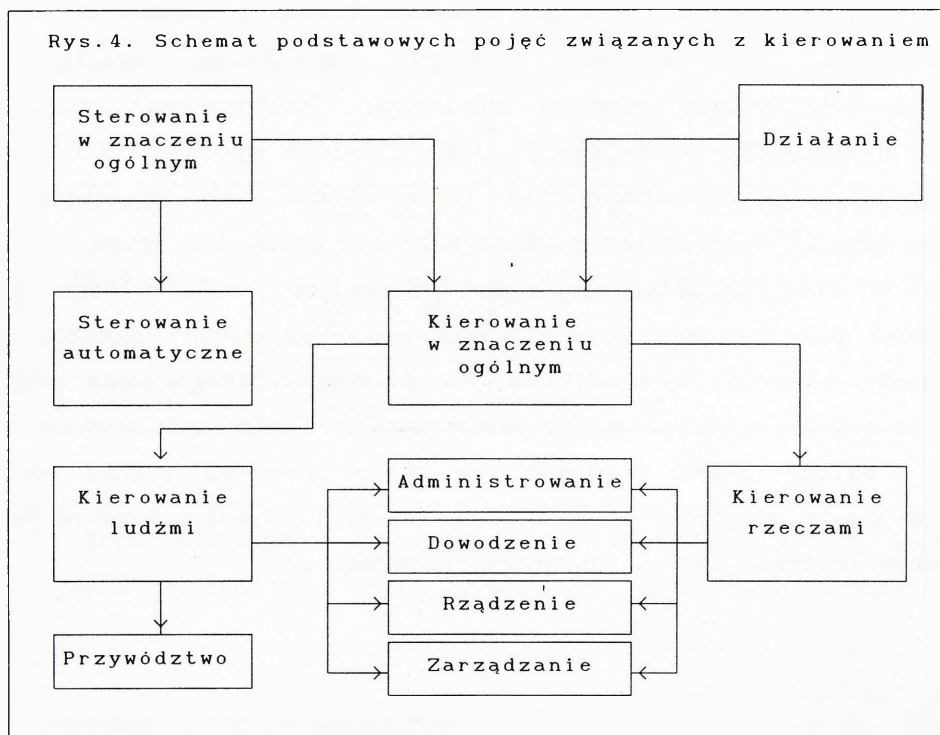 Rys.4. Schemat podstawowych pojęć związanych z kierowaniem
Sterowanie
w znaczeniu
ogólnym
Działanie
Sterowanie
automatyczne
Kierowanie
w znaczeniu
ogólnym
Kierowanie
ludźmi
Administrowanie
Dowodzenie
Rządzenie
Zarządzanie
Kierowanie
rzeczami
Przywództwo